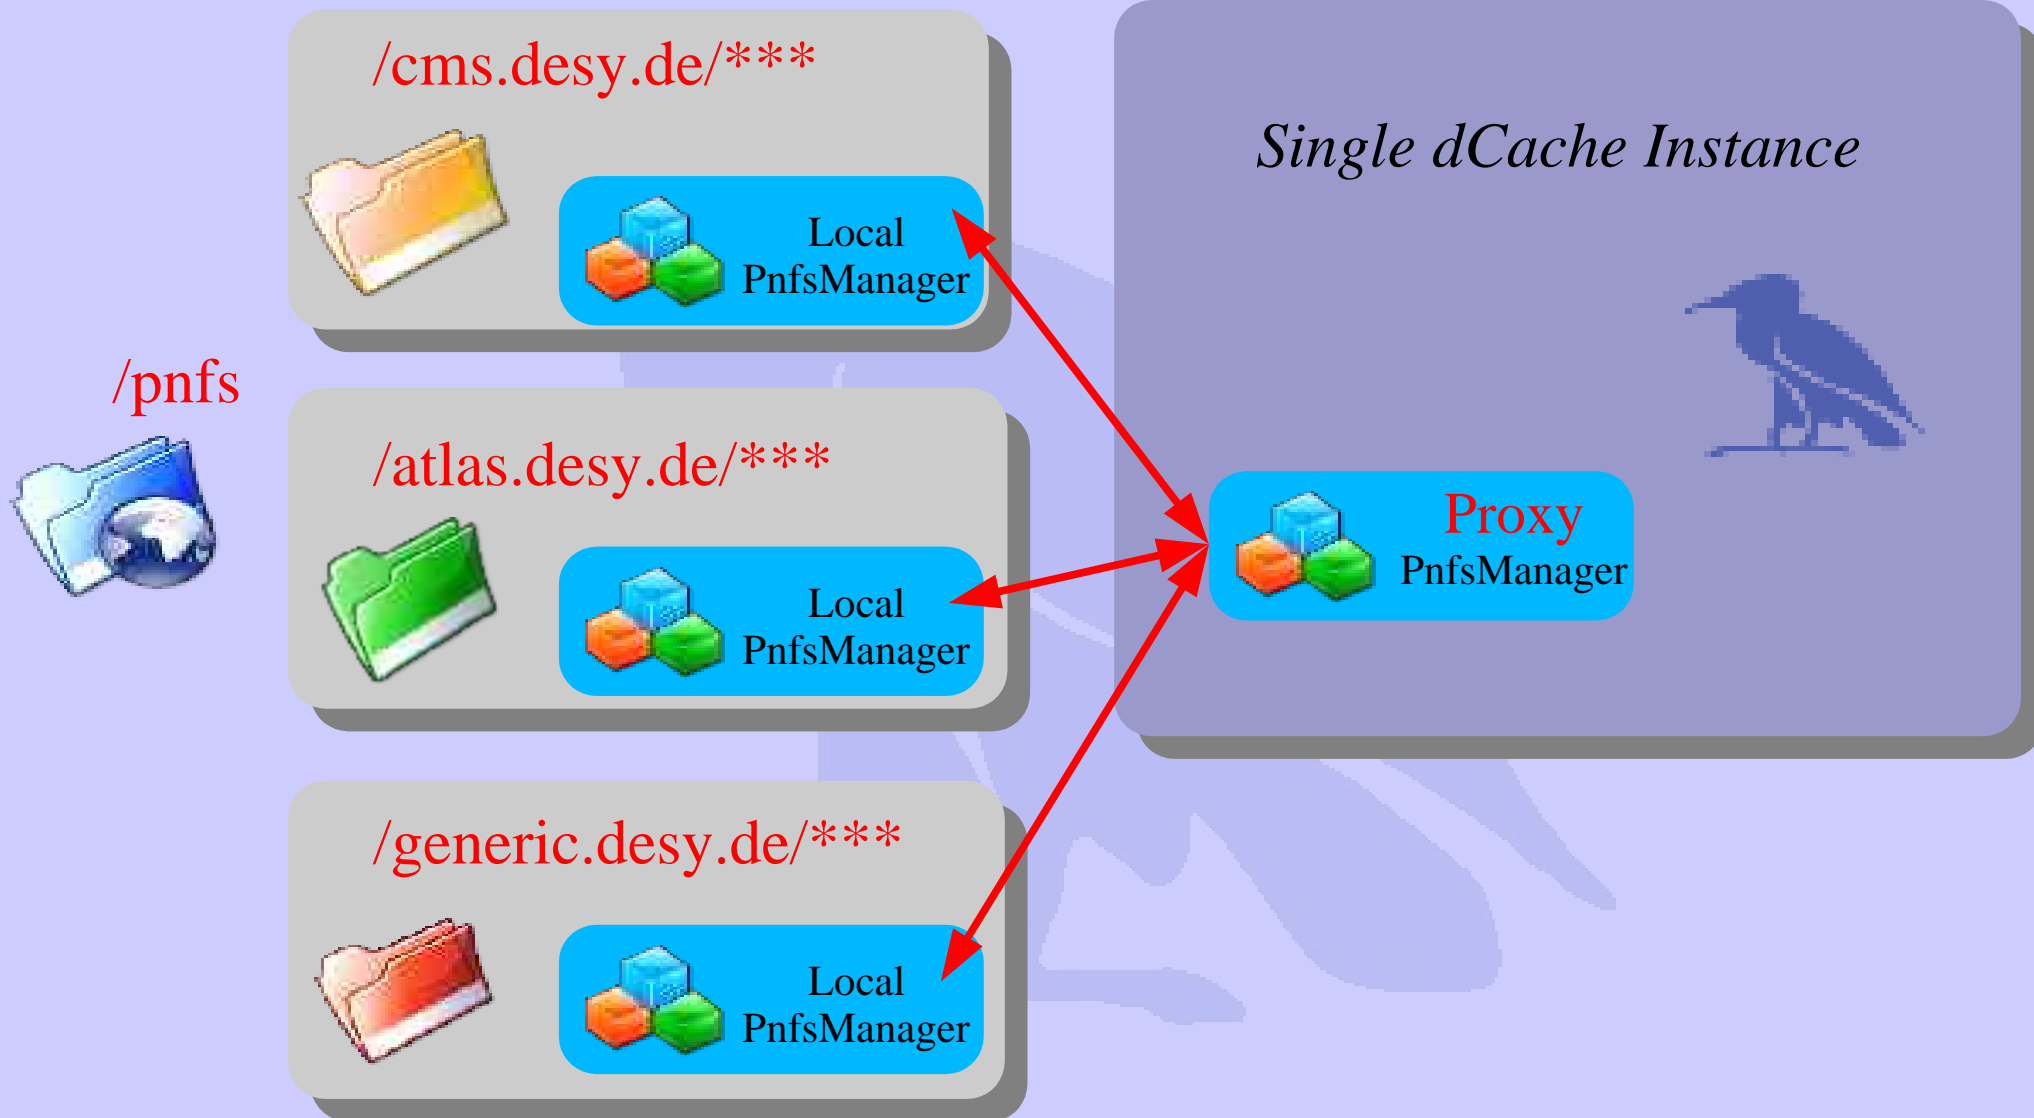 /pnfs
/cms.desy.de/***
Local
PnfsManager
/atlas.desy.de/***
Local
PnfsManager
/generic.desy.de/***
Local
PnfsManager
Single dCache Instance
Proxy
PnfsManager